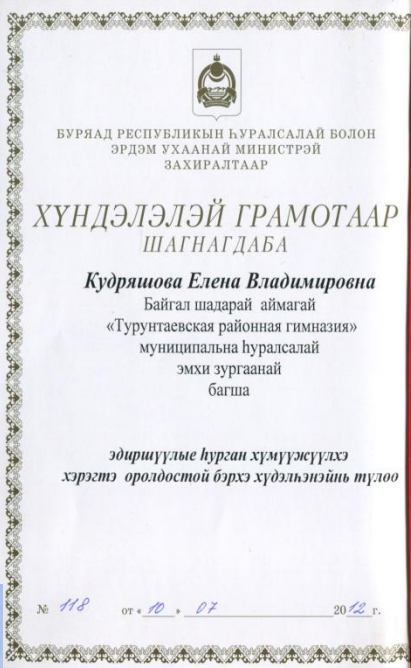 БУРЯАД РЕСПУБЛИКЫН ҺУРАЛСАЛАЙ БОЛОН
ЭРДЭМ УХААНАЙ МИНИСТРЭЙ
ЗАХИРАЛТААР
ХҮНДЭЛЭЛЭЙ ГРАМОТААР
ШАГНАГДАБА
Кудряшова Елена Владимировна
Байгал шадарай аймагай
«Турунтаевская районная гимназия»
муниципальна һуралсалай
эмхи зургаанай
багша
эдиршүүлые һурган хүмүүжүүлхэ
хэрэгтэ оролдостой бэрхэ хүдэлһэнэйнь түлөө
№ 118 от « 10 » 07 2012 г.